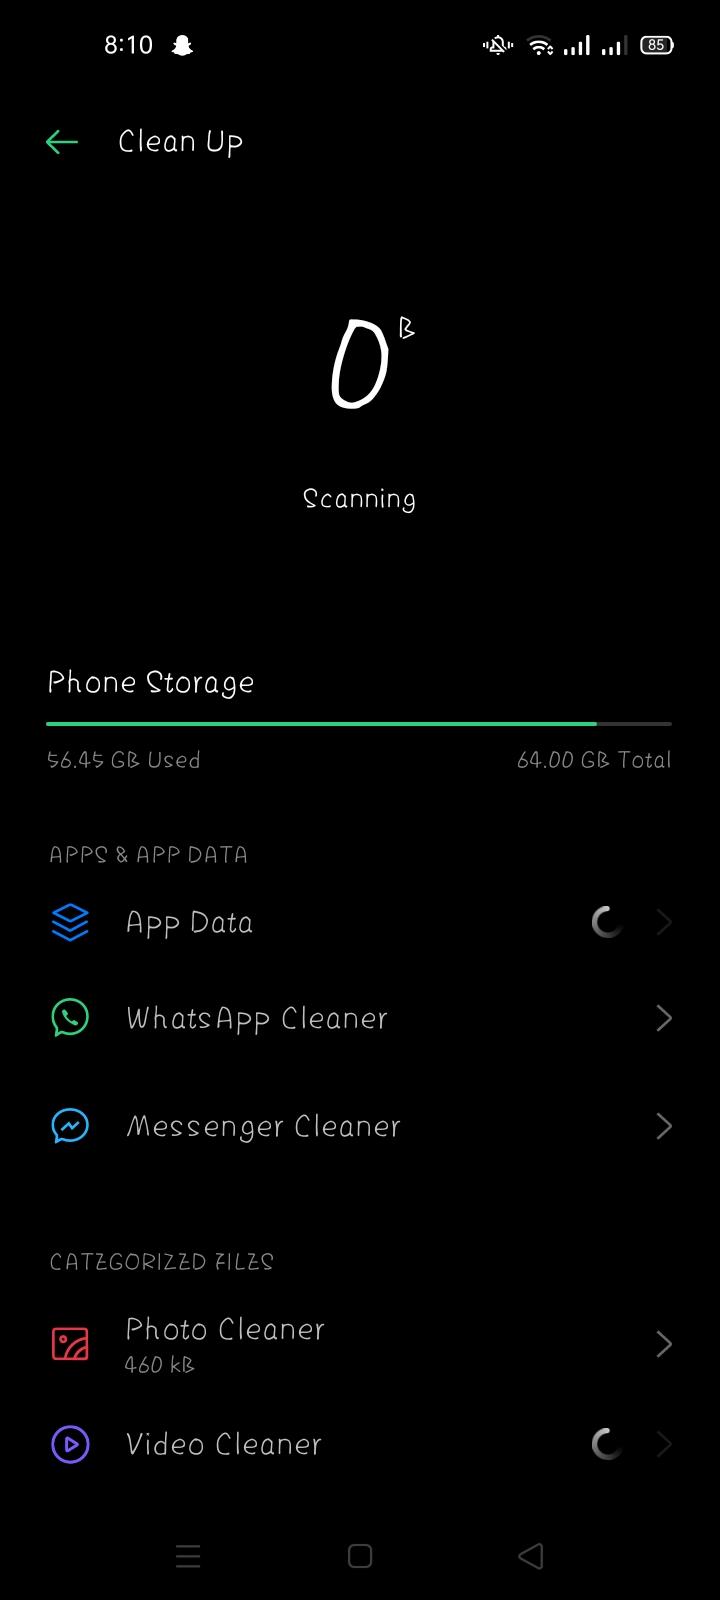 8:10
85
Clean Up
0 B
Scanning
Phone Storage
56.45 GB Used
64.00 GB Total
APPS & APP DATA
App Data
WhatsApp Cleaner
Messenger Cleaner
CATEGORIZED FILES
Photo Cleaner
460 kB
Video Cleaner